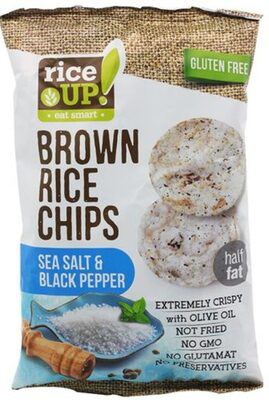 rice
UP!
eat smart
GLUTEN FREE
BROWN
RICE
CHIPS
SEA SALT &
BLACK PEPPER
half
fat
EXTREMELY CRISPY
with OLIVE OIL
NOT FRIED
NO GMO
NO GLUTAMAT
NO PRESERVATIVES